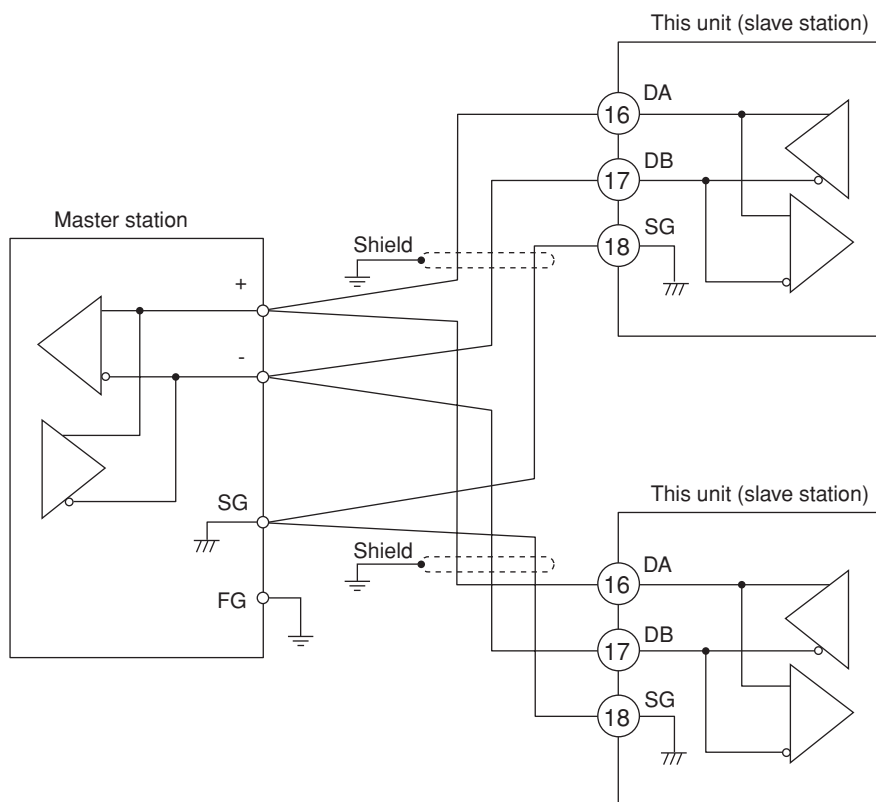 This unit (slave station)
DA
16
DB
17
SG
18
Master station
Shield
+
-
SG
FG
Shield
This unit (slave station)
DA
16
DB
17
SG
18